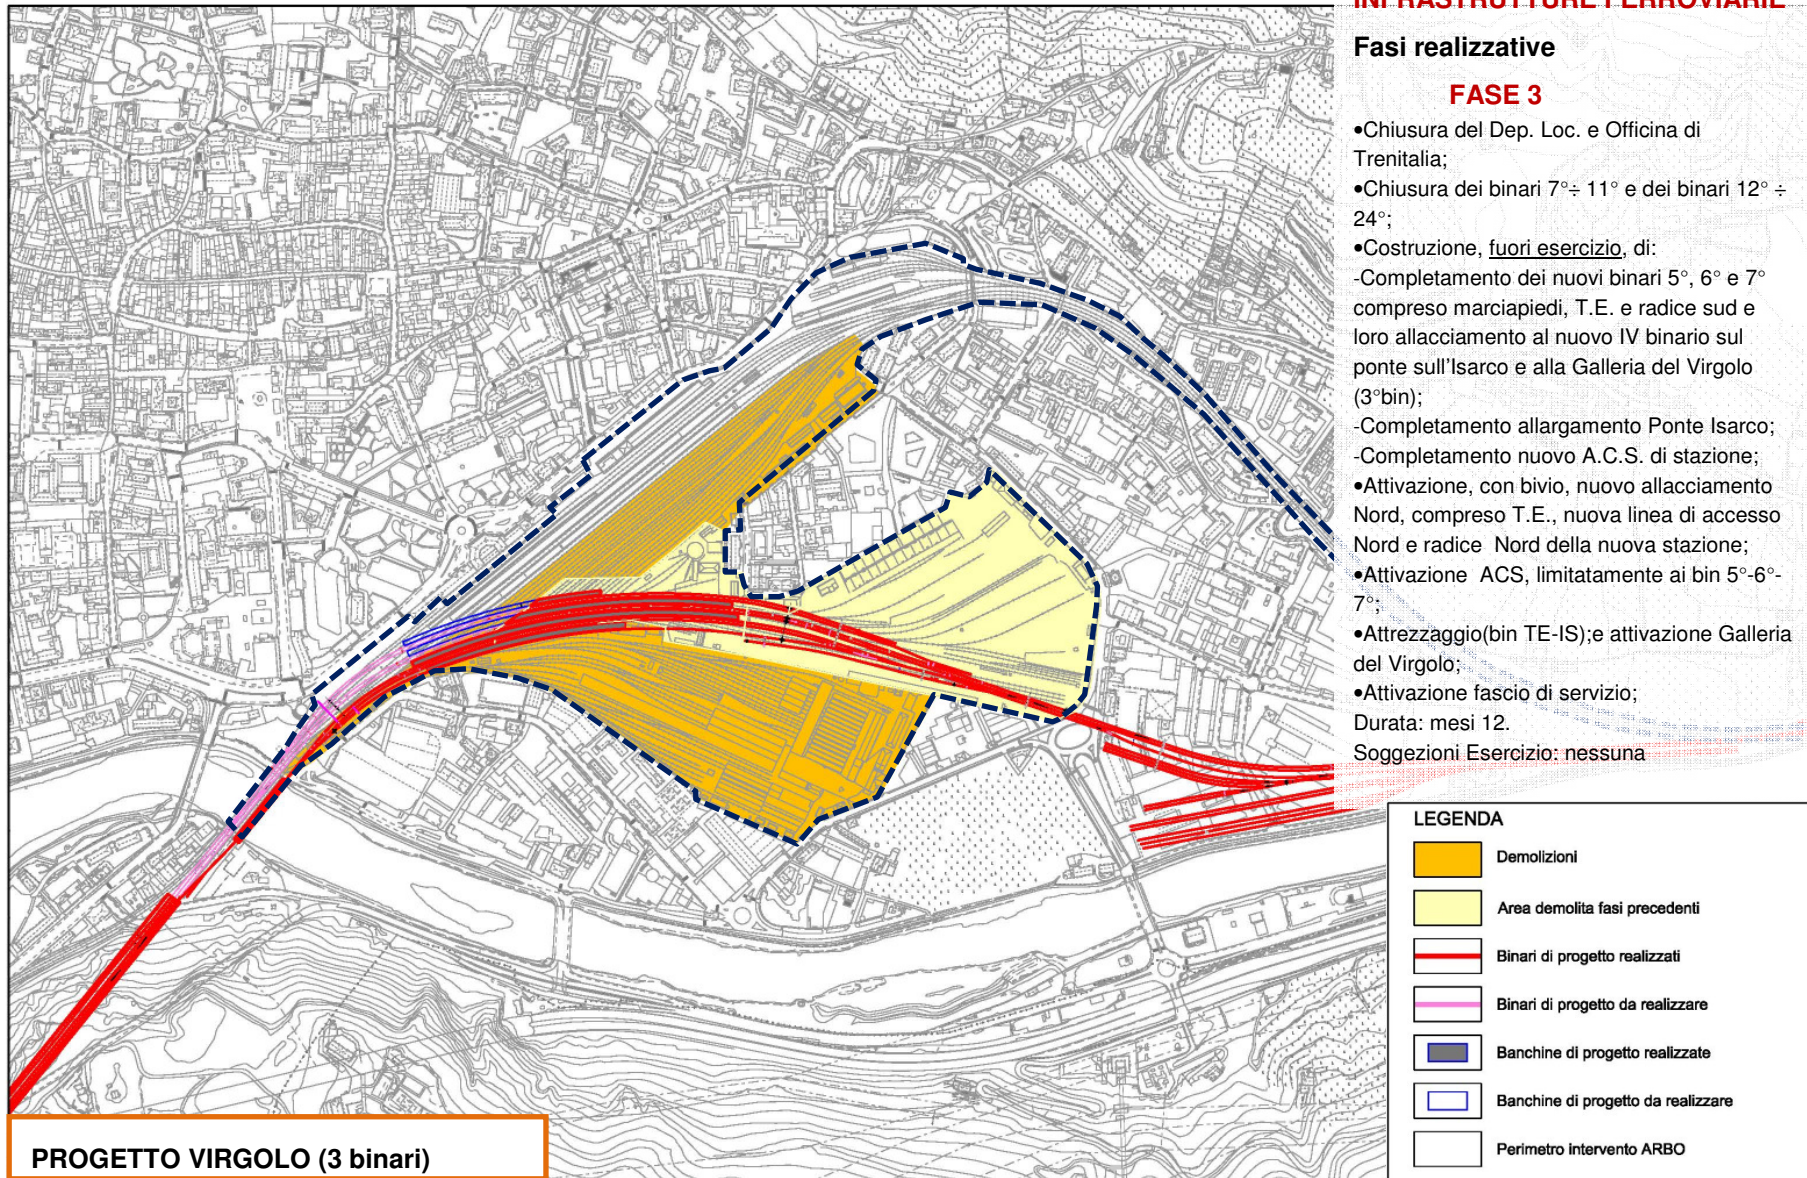 INFRASTRUTTURE FERROVIARIE
Fasi realizzative
FASE 3
•Chiusura del Dep. Loc. e Officina di
Trenitalia;
•Chiusura dei binari 7°÷ 11° e dei binari 12° ÷
24°;
•Costruzione, fuori esercizio, di:
-Completamento dei nuovi binari 5°, 6° e 7°
compreso marciapiedi, T.E. e radice sud e
loro allacciamento al nuovo IV binario sul
ponte sull'Isarco e alla Galleria del Virgolo
(3°bin);
-Completamento allargamento Ponte Isarco;
-Completamento nuovo A.C.S. di stazione;
•Attivazione, con bivio, nuovo allacciamento
Nord, compreso T.E., nuova linea di accesso
Nord e radice Nord della nuova stazione;
•Attivazione ACS, limitatamente ai bin 5°-6°-
7°;
•Attrezzaggio(bin TE-IS);e attivazione Galleria
del Virgolo;
•Attivazione fascio di servizio;
Durata: mesi 12.
Soggezioni Esercizio: nessuna
LEGENDA
Demolizioni
Area demolita fasi precedenti
Binari di progetto realizzati
Binari di progetto da realizzare
Banchine di progetto realizzate
Banchine di progetto da realizzare
Perimetro intervento ARBO
PROGETTO VIRGOLO (3 binari)